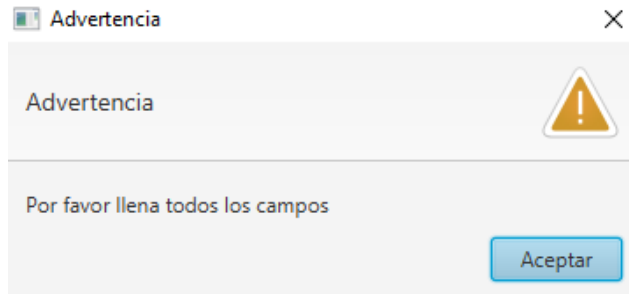 Advertencia
Advertencia
Por favor llena todos los campos
Aceptar